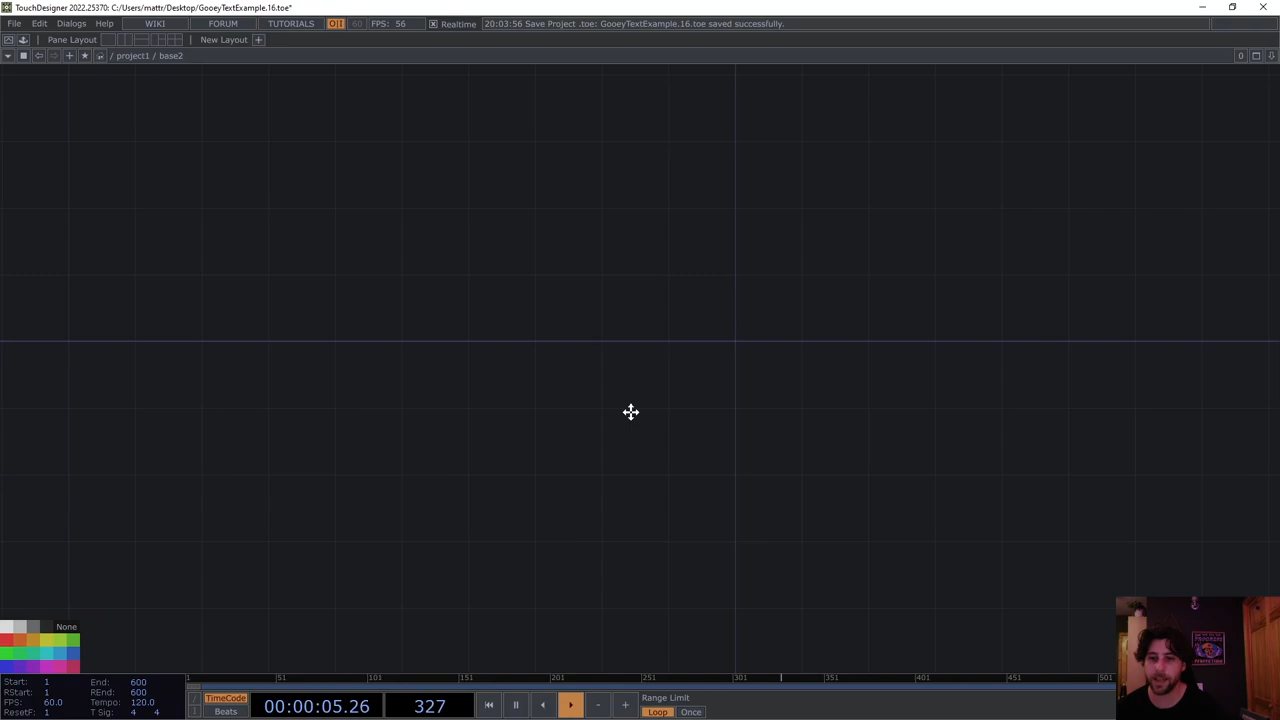 TouchDesigner 2022.25370: C:/Users/mattr/Desktop/GooeyTextExample.16.toe*
File Edit Dialogs Help WIKI FORUM TUTORIALS O|I 60 FPS: 56 Realtime 20:03:56 Save Project .toe: GooeyTextExample.16.toe saved successfully.
Pane Layout New Layout +
/ project1 / base2 0
None
Start: 1 End: 600
RStart: 1 REnd: 600
FPS: 60.0 Tempo: 120.0
ResetF: 1 T Sig: 4 4
1 51 101 151 201 251 301 351 401 451 501
TimeCode
Beats
00:00:05.26 327
- +
Range Limit
Loop Once